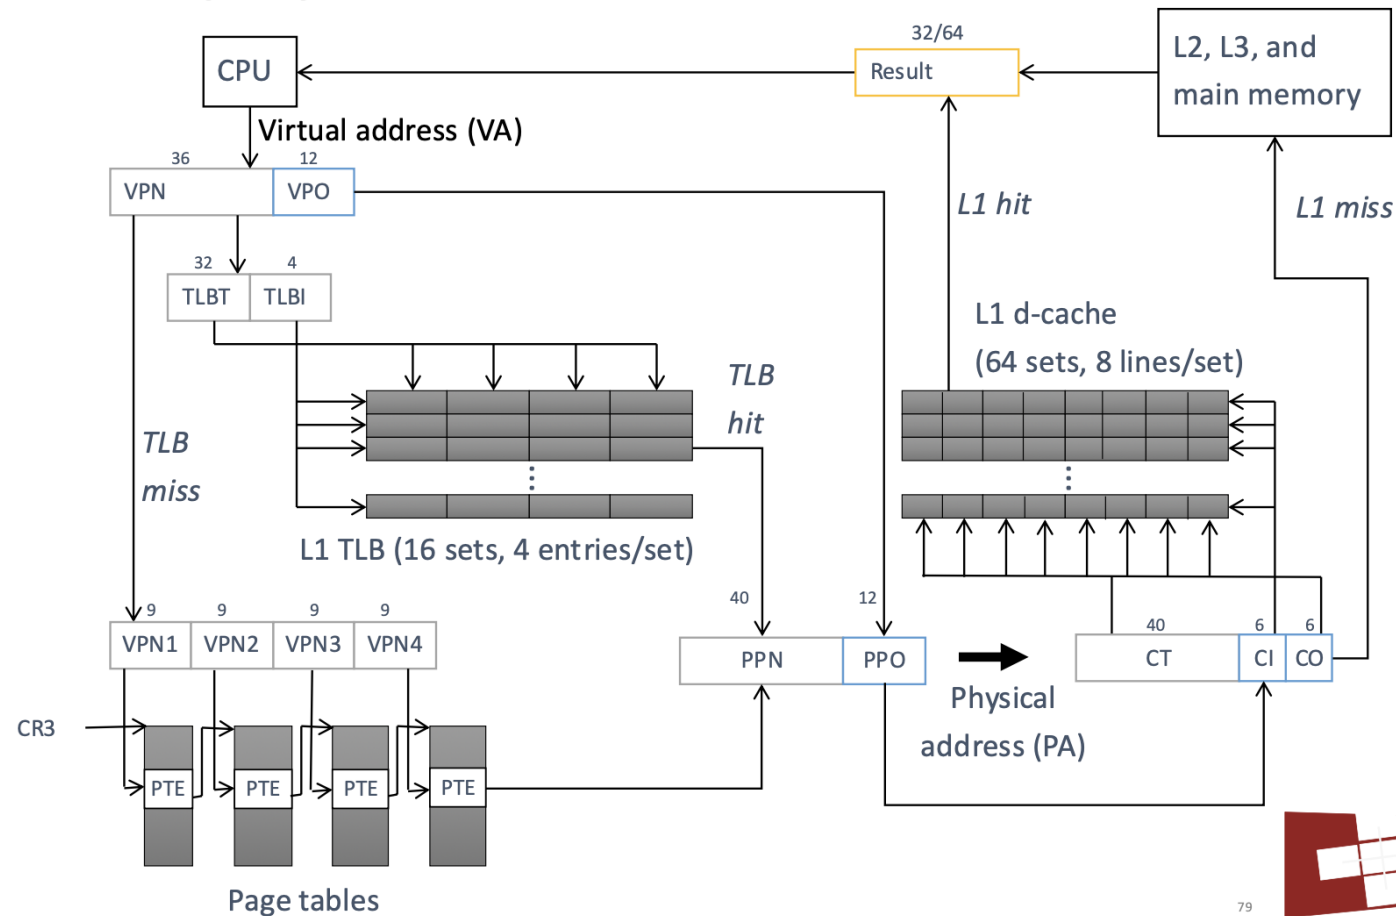 32/64
CPU
Result
L2, L3, and
main memory
Virtual address (VA)
36
12
VPN
VPO
L1 hit
L1 miss
32
4
TLBT
TLBI
L1 d-cache
(64 sets, 8 lines/set)
TLB
hit
TLB
miss
L1 TLB (16 sets, 4 entries/set)
9
9
9
9
VPN1
VPN2
VPN3
VPN4
40
12
PPN
PPO
40
6
6
CT
CI
CO
Physical
address (PA)
CR3
PTE
PTE
PTE
PTE
Page tables
79